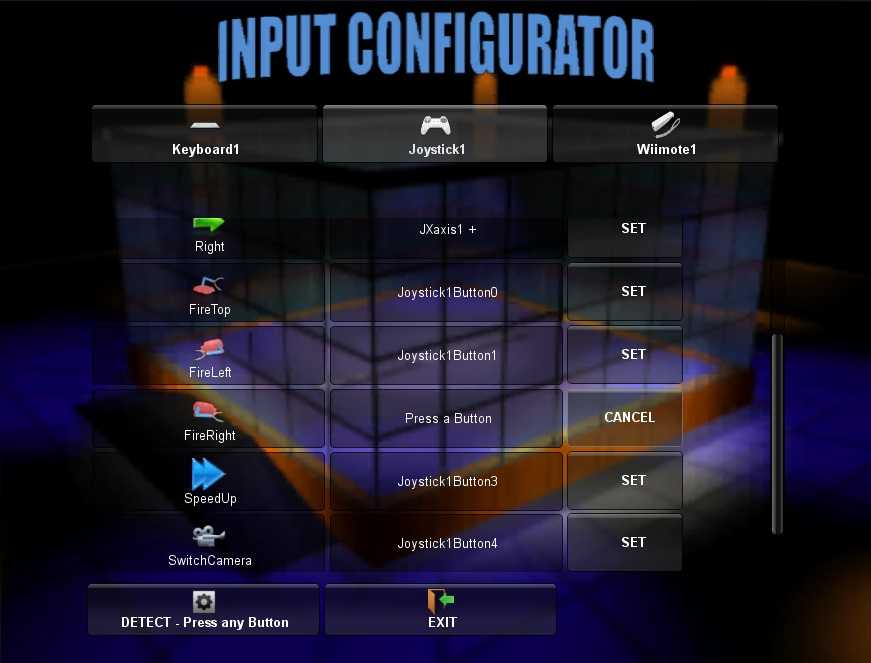 INPUT CONFIGURATOR
Keyboard1
Joystick1
Wiimote1
Right
JXaxis1 +
SET
FireTop
Joystick1Button0
SET
FireLeft
Joystick1Button1
SET
FireRight
Press a Button
CANCEL
SpeedUp
Joystick1Button3
SET
SwitchCamera
Joystick1Button4
SET
DETECT - Press any Button
EXIT